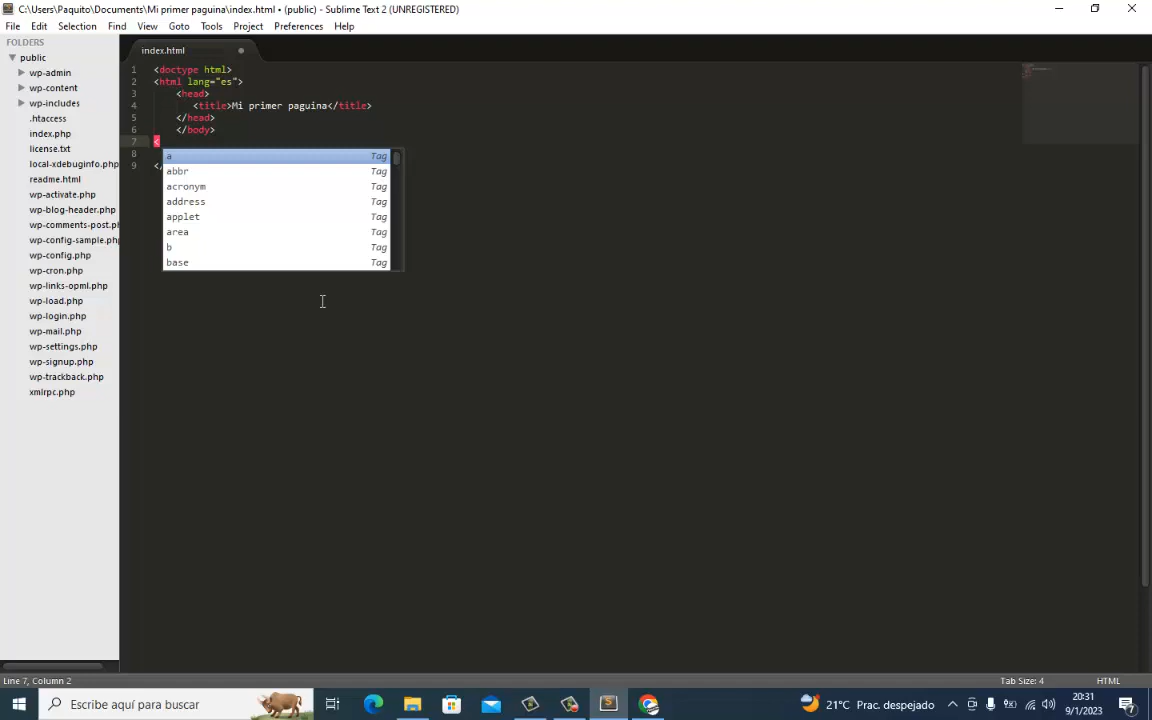 C:\Users\Paquito\Documents\Mi primer paguina\index.html • (public) - Sublime Text 2 (UNREGISTERED)
File Edit Selection Find View Goto Tools Project Preferences Help
FOLDERS
public
wp-admin
wp-content
wp-includes
.htaccess
index.php
license.txt
local-xdebuginfo.php
readme.html
wp-activate.php
wp-blog-header.php
wp-comments-post.ph
wp-config-sample.php
wp-config.php
wp-cron.php
wp-links-opml.php
wp-load.php
wp-login.php
wp-mail.php
wp-settings.php
wp-signup.php
wp-trackback.php
xmlrpc.php
index.html
1 <doctype html>
2 <html lang="es">
3 <head>
4 <title>Mi primer paguina</title>
5 </head>
6 </body>
7 <
8
9 </
a Tag
abbr Tag
acronym Tag
address Tag
applet Tag
area Tag
b Tag
base Tag
Line 7, Column 2 Tab Size: 4 HTML
Escribe aquí para buscar
21°C Prac. despejado
20:31
9/1/2023
7